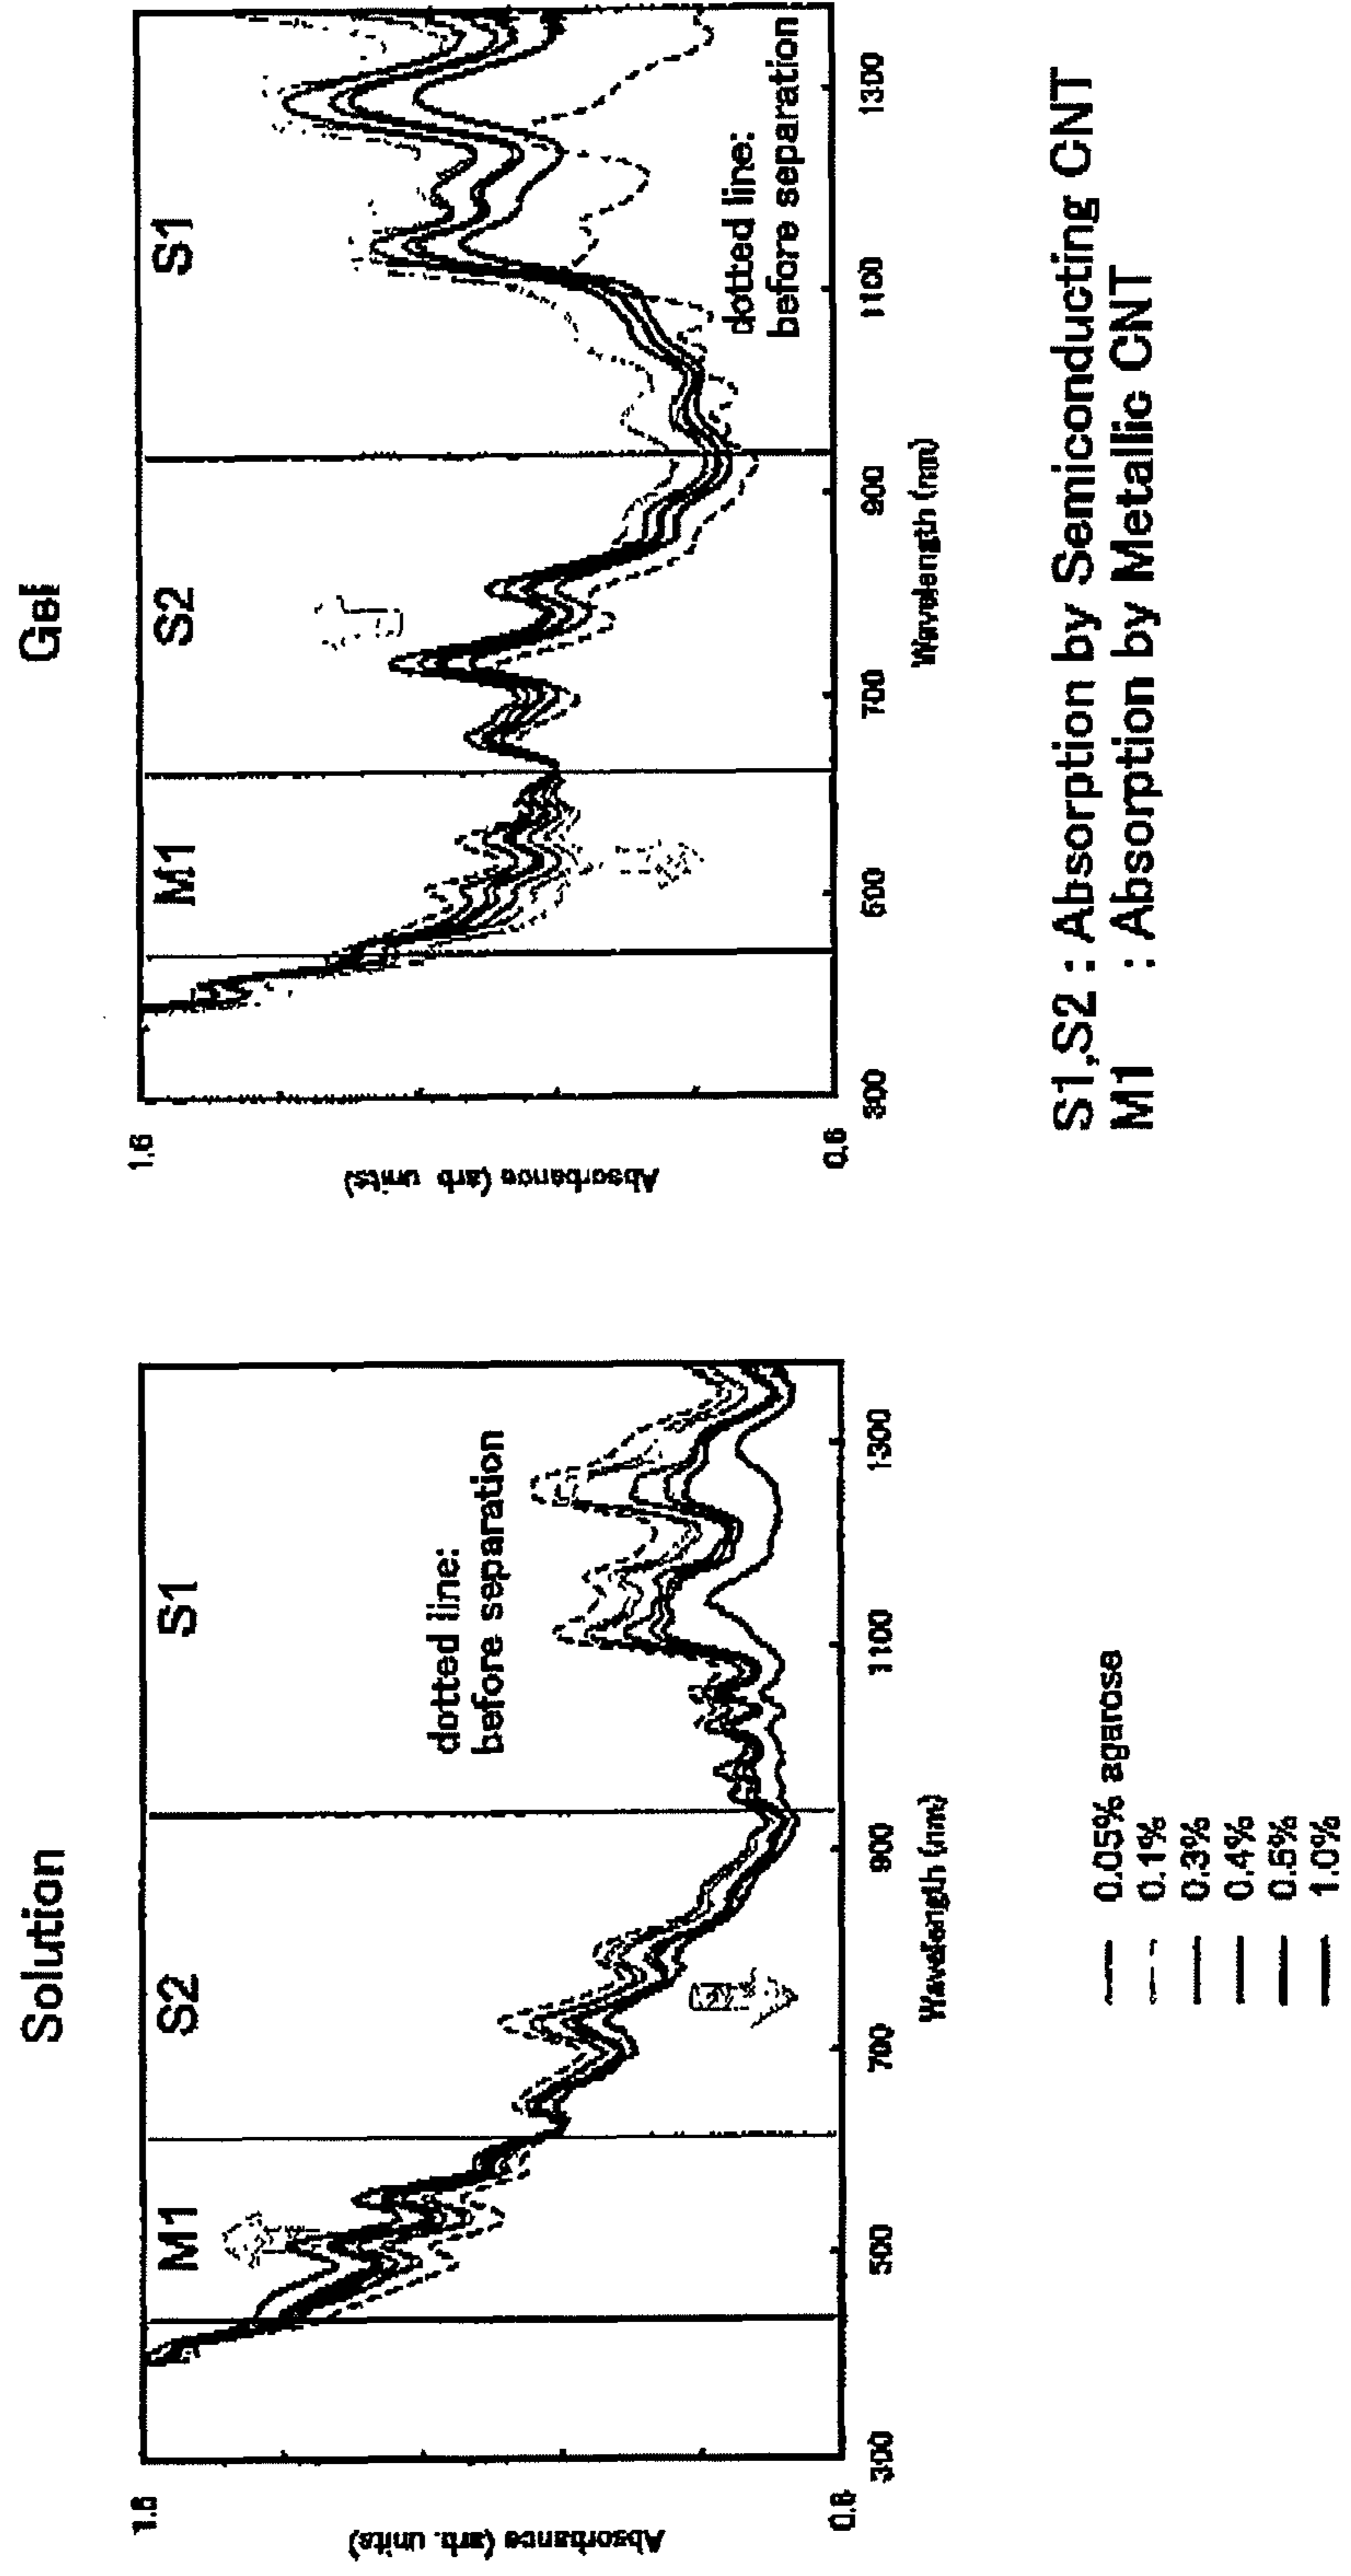 Solution
M1
S2
S1
dotted line:
before separation
1.6
0.6
Absorbance (arb. units)
300
500
700
900
1100
1300
Wavelength (nm)
0.05% agarose
0.1%
0.3%
0.4%
0.5%
1.0%
Gel
M1
S2
S1
dotted line:
before separation
1.6
0.6
Absorbance (arb. units)
300
500
700
900
1100
1300
Wavelength (nm)
S1,S2 : Absorption by Semiconducting CNT
M1 : Absorption by Metallic CNT